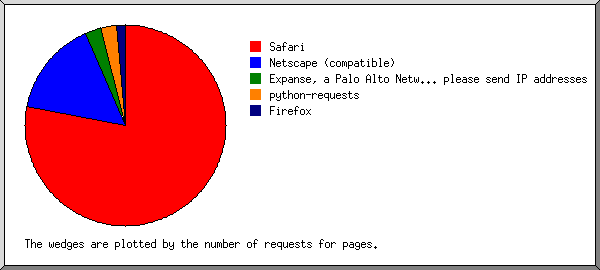 Safari
Netscape (compatible)
Expanse, a Palo Alto Netw... please send IP addresses
python-requests
Firefox
The wedges are plotted by the number of requests for pages.